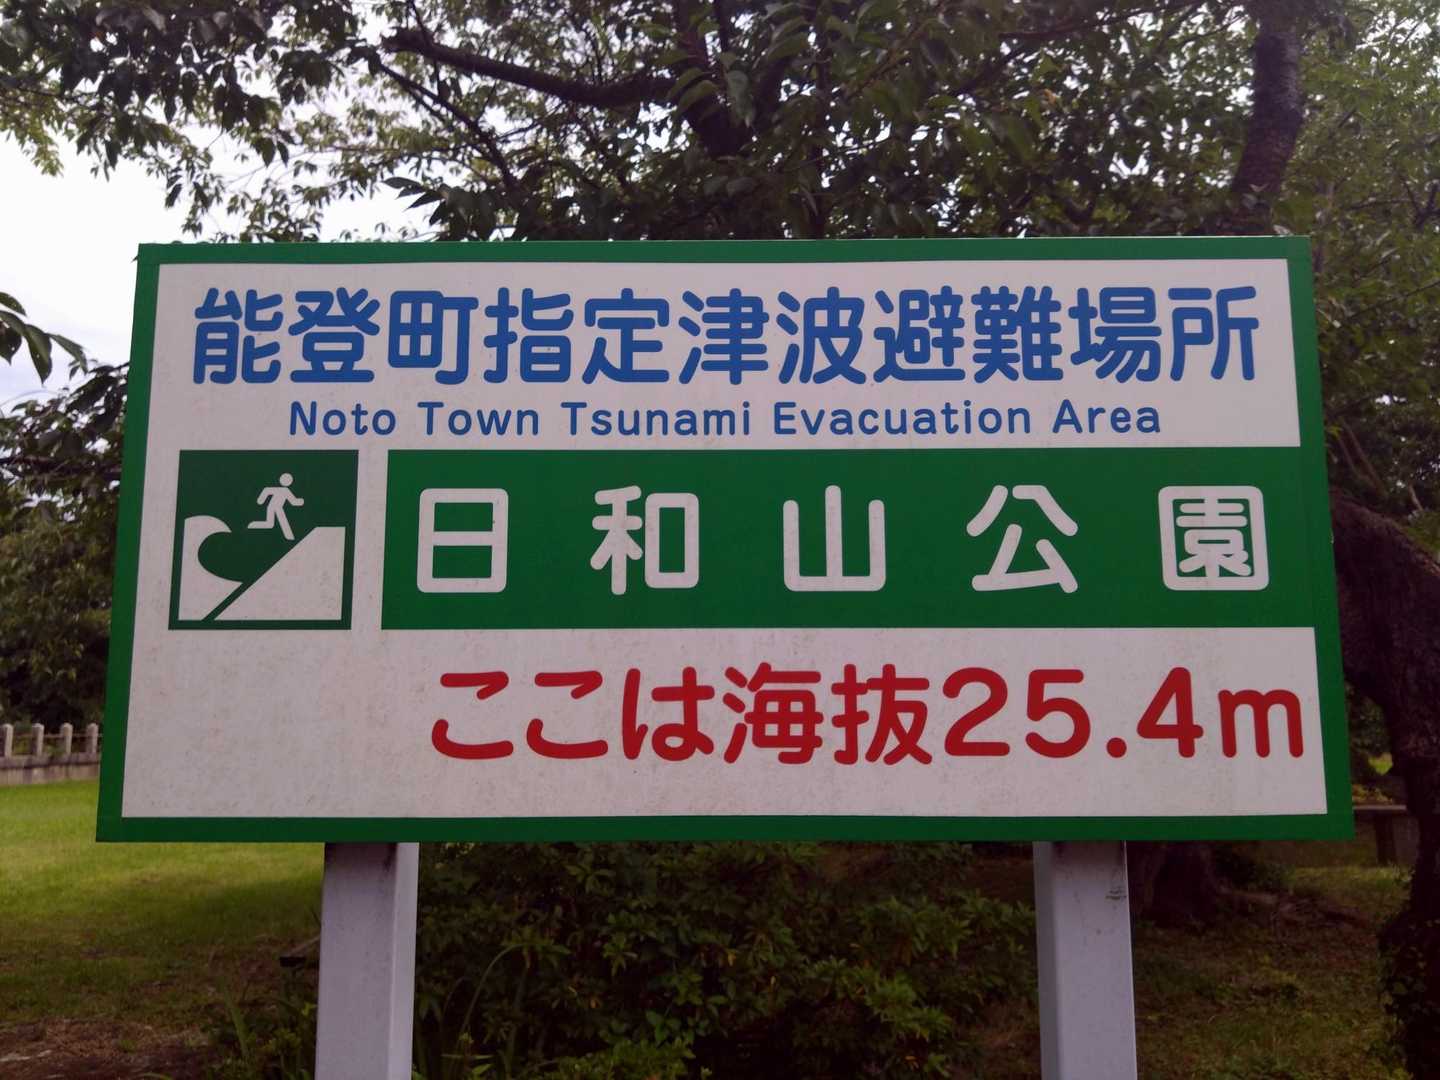 能登町指定津波避難場所
Noto Town Tsunami Evacuation Area
日和山公園
ここは海抜25.4m